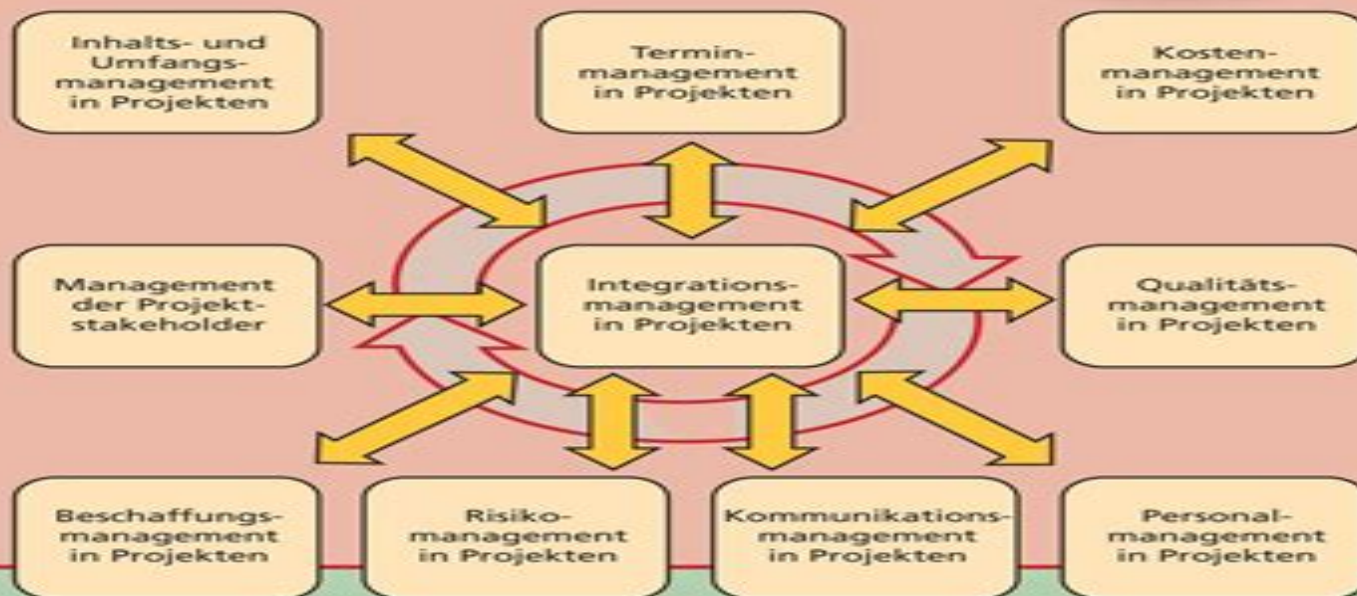 Inhalts- und
Umfangs-
management
in Projekten
Termin-
management
in Projekten
Kosten-
management
in Projekten
Management
der Projekt-
stakeholder
Integrations-
management
in Projekten
Qualitäts-
management
in Projekten
Beschaffungs-
management
in Projekten
Risiko-
management
in Projekten
Kommunikations-
management
in Projekten
Personal-
management
in Projekten